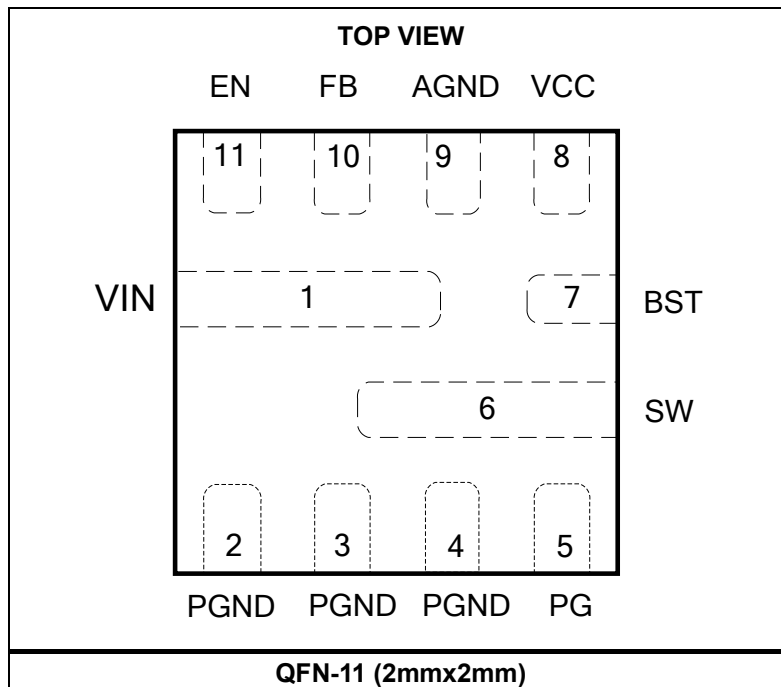 TOP VIEW
EN FB AGND VCC
11 10 9 8
VIN 1 7 BST
6 SW
2 3 4 5
PGND PGND PGND PG
QFN-11 (2mmx2mm)